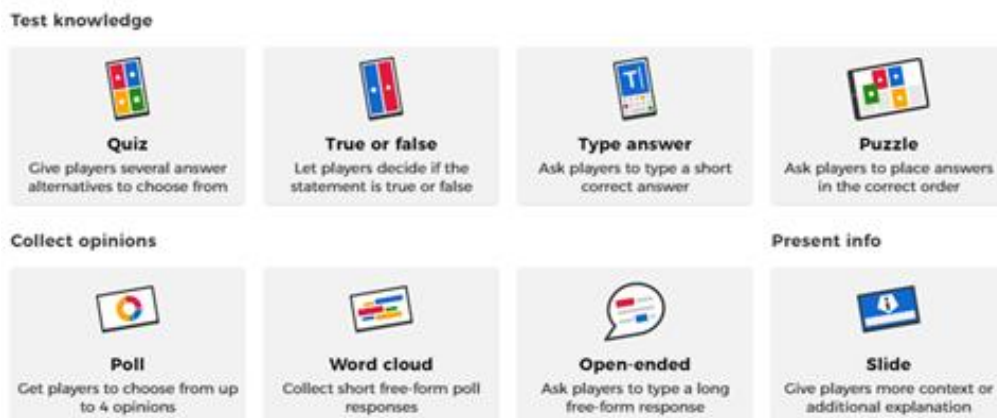 Test knowledge
Quiz
Give players several answer
alternatives to choose from
True or false
Let players decide if the
statement is true or false
T
Type answer
Ask players to type a short
correct answer
Puzzle
Ask players to place answers
in the correct order
Collect opinions
Poll
Get players to choose from up
to 4 opinions
Word cloud
Collect short free-form poll
responses
Open-ended
Ask players to type a long
free-form response
Present info
i
Slide
Give players more context or
additional explanation